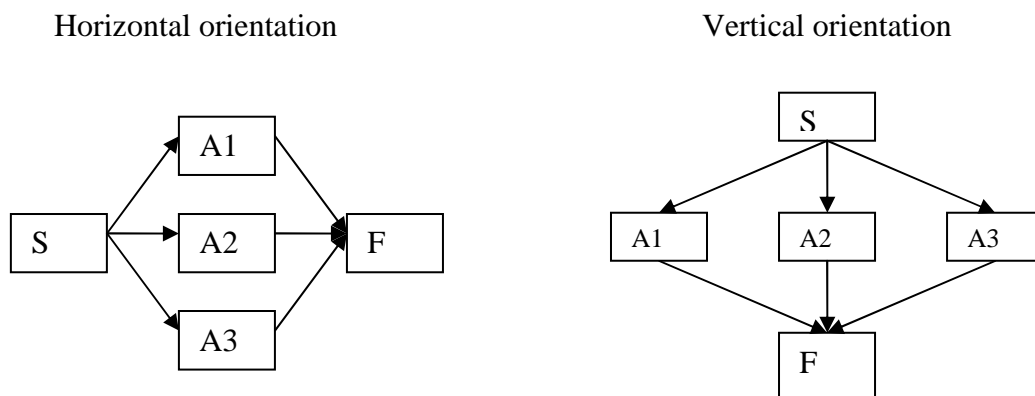 Horizontal orientation
Vertical orientation
A1
S
A2
F
A3
S
A1
A2
A3
F